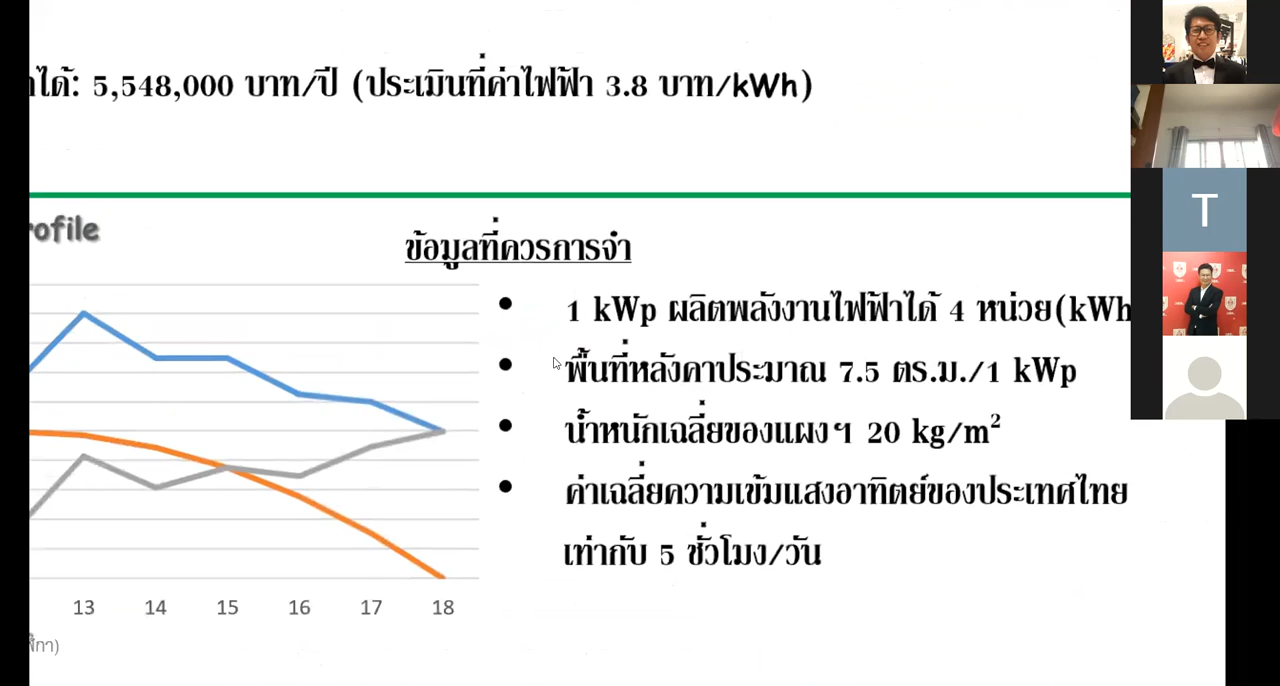 ได้: 5,548,000 บาท/ปี (ประเมินที่ค่าไฟฟ้า 3.8 บาท/kWh)
rofile
ข้อมูลที่ควรการจำ
• 1 kWp ผลิตพลังงานไฟฟ้าได้ 4 หน่วย(kWh
• พื้นที่หลังคาประมาณ 7.5 ตร.ม./1 kWp
• น้ำหนักเฉลี่ยของแผงฯ 20 kg/m²
• ค่าเฉลี่ยความเข้มแสงอาทิตย์ของประเทศไทย
เท่ากับ 5 ชั่วโมง/วัน
13 14 15 16 17 18
T